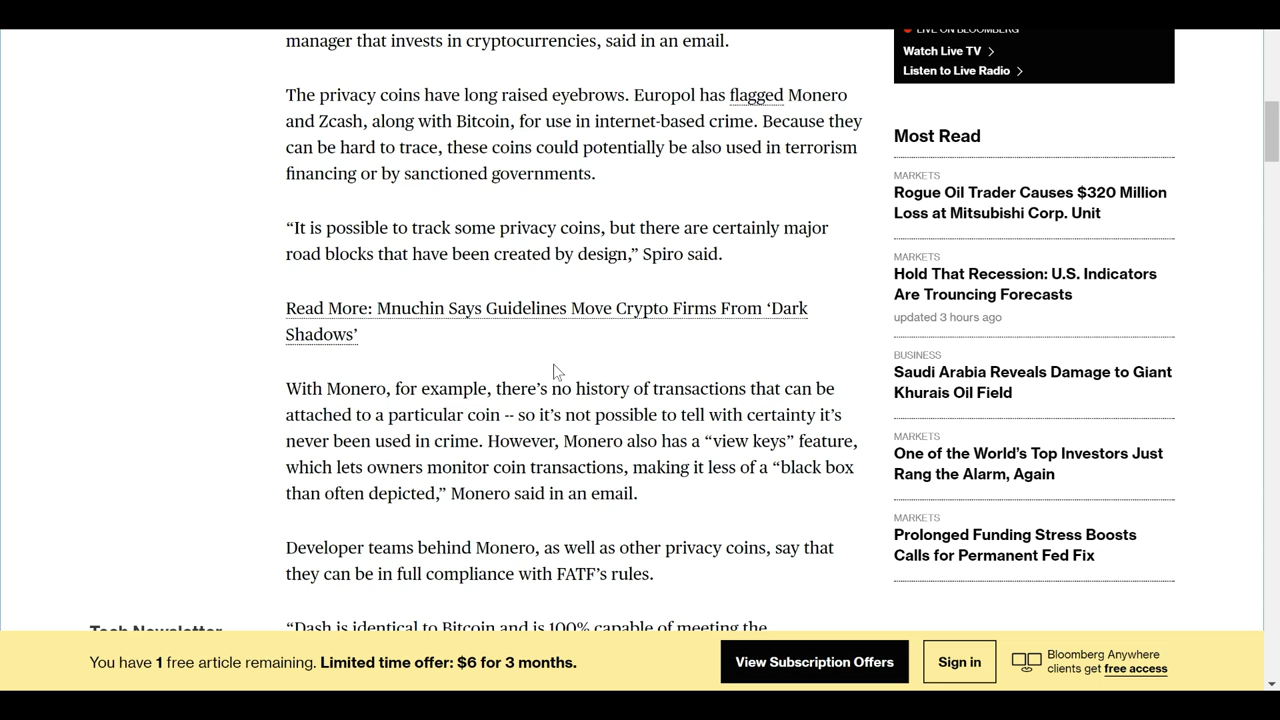 manager that invests in cryptocurrencies, said in an email.
The privacy coins have long raised eyebrows. Europol has flagged Monero
and Zcash, along with Bitcoin, for use in internet-based crime. Because they
can be hard to trace, these coins could potentially be also used in terrorism
financing or by sanctioned governments.
“It is possible to track some privacy coins, but there are certainly major
road blocks that have been created by design,” Spiro said.
Read More: Mnuchin Says Guidelines Move Crypto Firms From ‘Dark
Shadows’
With Monero, for example, there’s no history of transactions that can be
attached to a particular coin -- so it’s not possible to tell with certainty it’s
never been used in crime. However, Monero also has a “view keys” feature,
which lets owners monitor coin transactions, making it less of a “black box
than often depicted,” Monero said in an email.
Developer teams behind Monero, as well as other privacy coins, say that
they can be in full compliance with FATF’s rules.
“Dash is identical to Bitcoin and is 100% capable of meeting the
LIVE ON BLOOMBERG
Watch Live TV
Listen to Live Radio
Most Read
MARKETS
Rogue Oil Trader Causes $320 Million
Loss at Mitsubishi Corp. Unit
MARKETS
Hold That Recession: U.S. Indicators
Are Trouncing Forecasts
updated 3 hours ago
BUSINESS
Saudi Arabia Reveals Damage to Giant
Khurais Oil Field
MARKETS
One of the World’s Top Investors Just
Rang the Alarm, Again
MARKETS
Prolonged Funding Stress Boosts
Calls for Permanent Fed Fix
Tech Newsletter
You have 1 free article remaining. Limited time offer: $6 for 3 months.
View Subscription Offers
Sign in
Bloomberg Anywhere
clients get free access